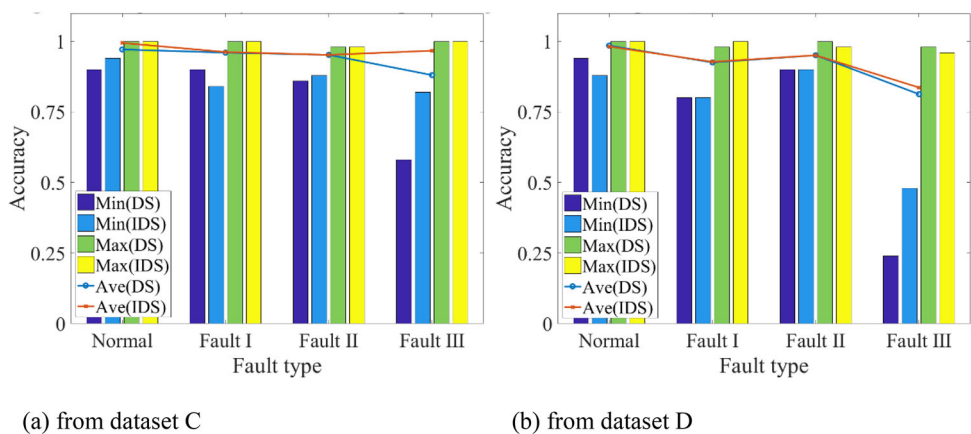 1
0.75
0.5
0.25
0
Accuracy
Min(DS)
Min(IDS)
Max(DS)
Max(IDS)
Ave(DS)
Ave(IDS)
Normal Fault I Fault II Fault III
Fault type
(a) from dataset C
1
0.75
0.5
0.25
0
Accuracy
Min(DS)
Min(IDS)
Max(DS)
Max(IDS)
Ave(DS)
Ave(IDS)
Normal Fault I Fault II Fault III
Fault type
(b) from dataset D